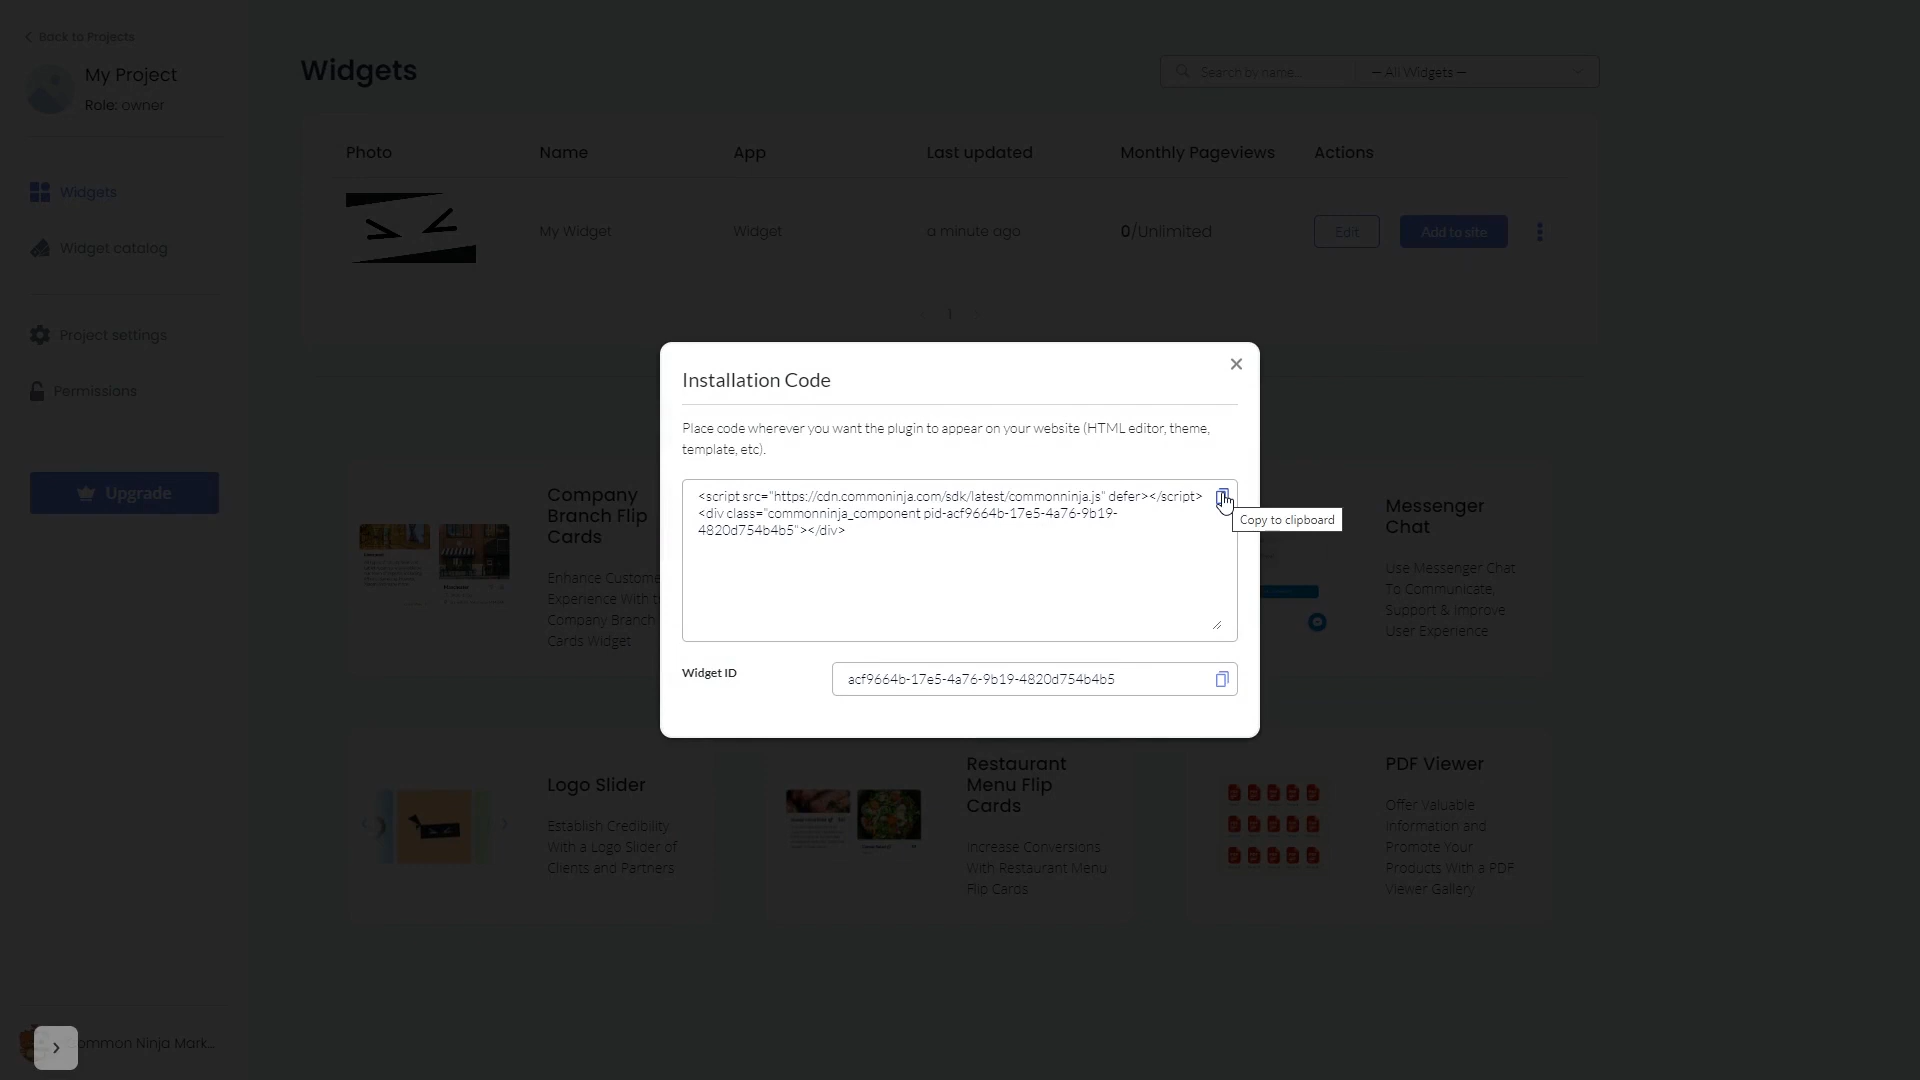 Back to Projects
My Project
Role: owner
Widgets
Widget catalog
Project settings
Permissions
Upgrade
Widgets
Search by name...
— All Widgets —
Photo
Name
App
Last updated
Monthly Pageviews
Actions
My Widget
Widget
a minute ago
0/Unlimited
Edit
Add to site
1
Installation Code
Place code wherever you want the plugin to appear on your website (HTML editor, theme,
template, etc).
<script src="https://cdn.commoninja.com/sdk/latest/commonninja.js" defer></script>
<div class="commonninja_component pid-acf9664b-17e5-4a76-9b19-
4820d754b4b5"></div>
Copy to clipboard
Widget ID
acf9664b-17e5-4a76-9b19-4820d754b4b5
Company
Branch Flip
Cards
Enhance Custome
Experience With t
Company Branch
Cards Widget
Messenger
Chat
Use Messenger Chat
To Communicate,
Support & Improve
User Experience
Logo Slider
Establish Credibility
With a Logo Slider of
Clients and Partners
Restaurant
Menu Flip
Cards
Increase Conversions
With Restaurant Menu
Flip Cards
PDF Viewer
Offer Valuable
Information and
Promote Your
Products With a PDF
Viewer Gallery
ommon Ninja Mark...